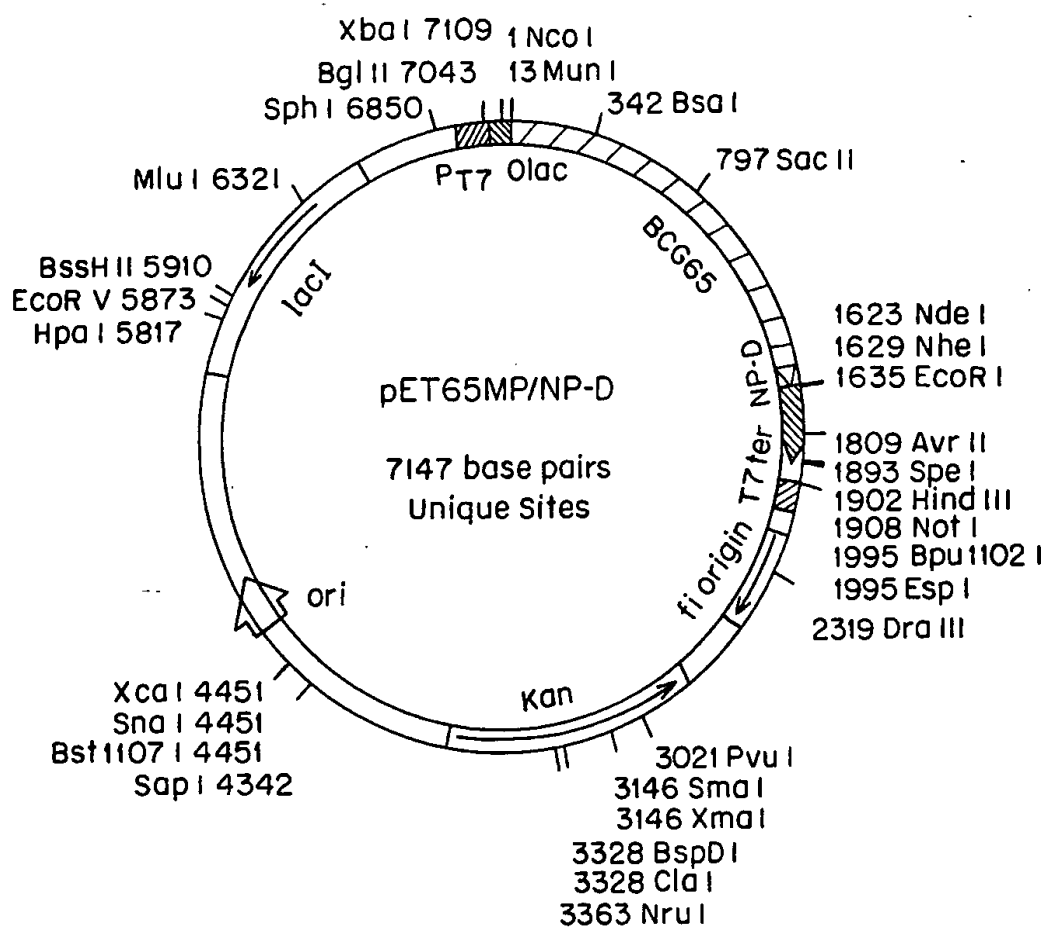 Xba I 7109
1 Nco I
Bgl II 7043
13 Mun I
Sph I 6850
342 Bsa I
797 Sac II
Mlu I 6321
PT7
Olac
BCG65
lacI
BssH II 5910
EcoR V 5873
Hpa I 5817
1623 Nde I
1629 Nhe I
1635 EcoR I
NP-D
pET65MP/NP-D
7147 base pairs
Unique Sites
T7ter
1809 Avr II
1893 Spe I
1902 Hind III
1908 Not I
1995 Bpu1102 I
1995 Esp I
2319 Dra III
fi origin
ori
Kan
Xca I 4451
Sna I 4451
Bst1107 I 4451
Sap I 4342
3021 Pvu I
3146 Sma I
3146 Xma I
3328 BspD I
3328 Cla I
3363 Nru I